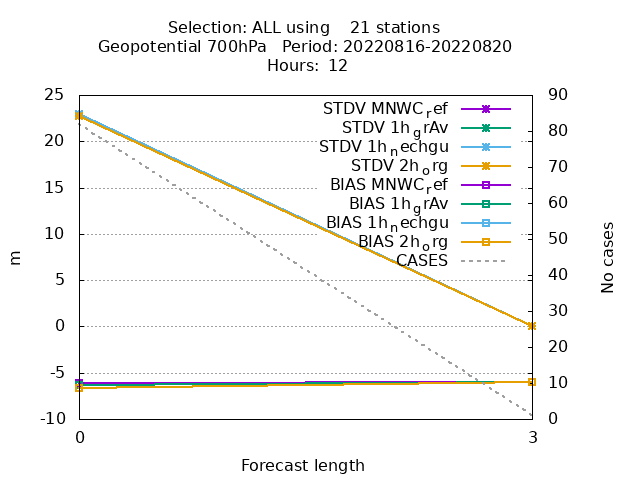 Selection: ALL using 21 stations
Geopotential 700hPa Period: 20220816-20220820
Hours: 12
STDV MNWC_ref
STDV 1h_grAv
STDV 1h_nechgu
STDV 2h_org
BIAS MNWC_ref
BIAS 1h_grAv
BIAS 1h_nechgu
BIAS 2h_org
CASES
25
20
15
10
5
0
-5
-10
m
90
80
70
60
50
40
30
20
10
0
No cases
0 3
Forecast length